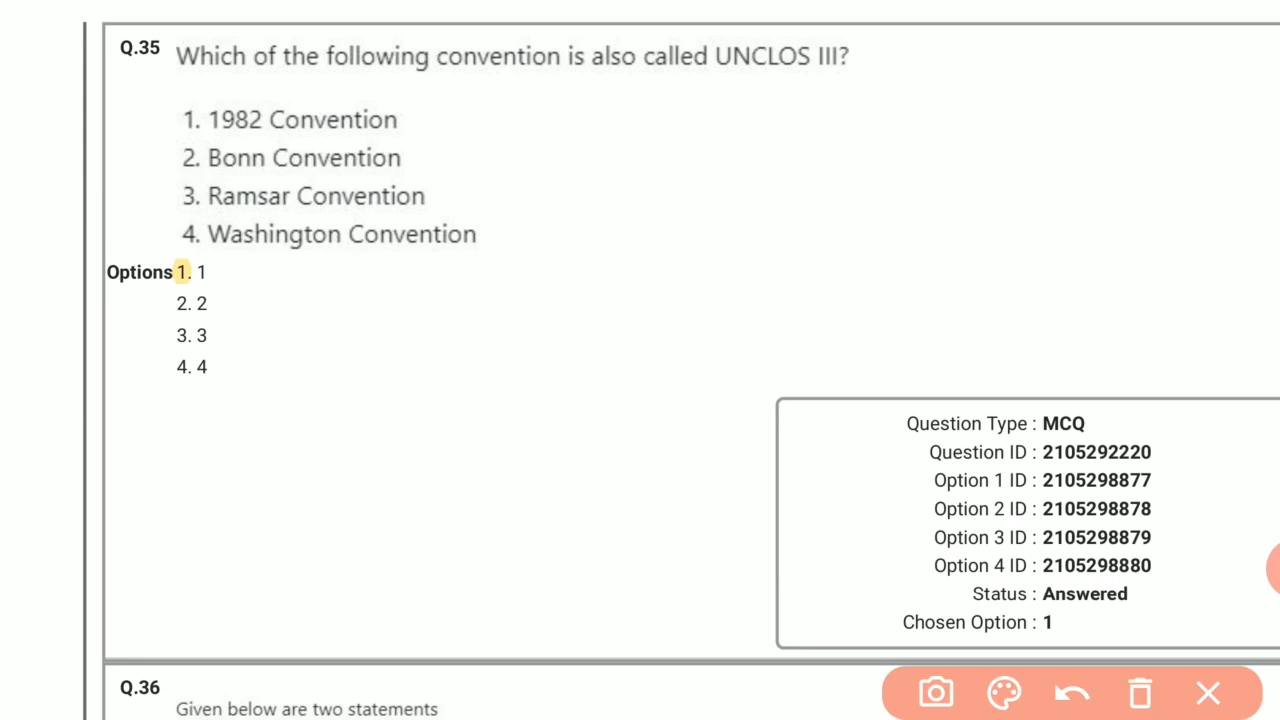 Q.35 Which of the following convention is also called UNCLOS III?
1. 1982 Convention
2. Bonn Convention
3. Ramsar Convention
4. Washington Convention
Options 1. 1
2. 2
3. 3
4. 4
Question Type : MCQ
Question ID : 2105292220
Option 1 ID : 2105298877
Option 2 ID : 2105298878
Option 3 ID : 2105298879
Option 4 ID : 2105298880
Status : Answered
Chosen Option : 1
Q.36
Given below are two statements